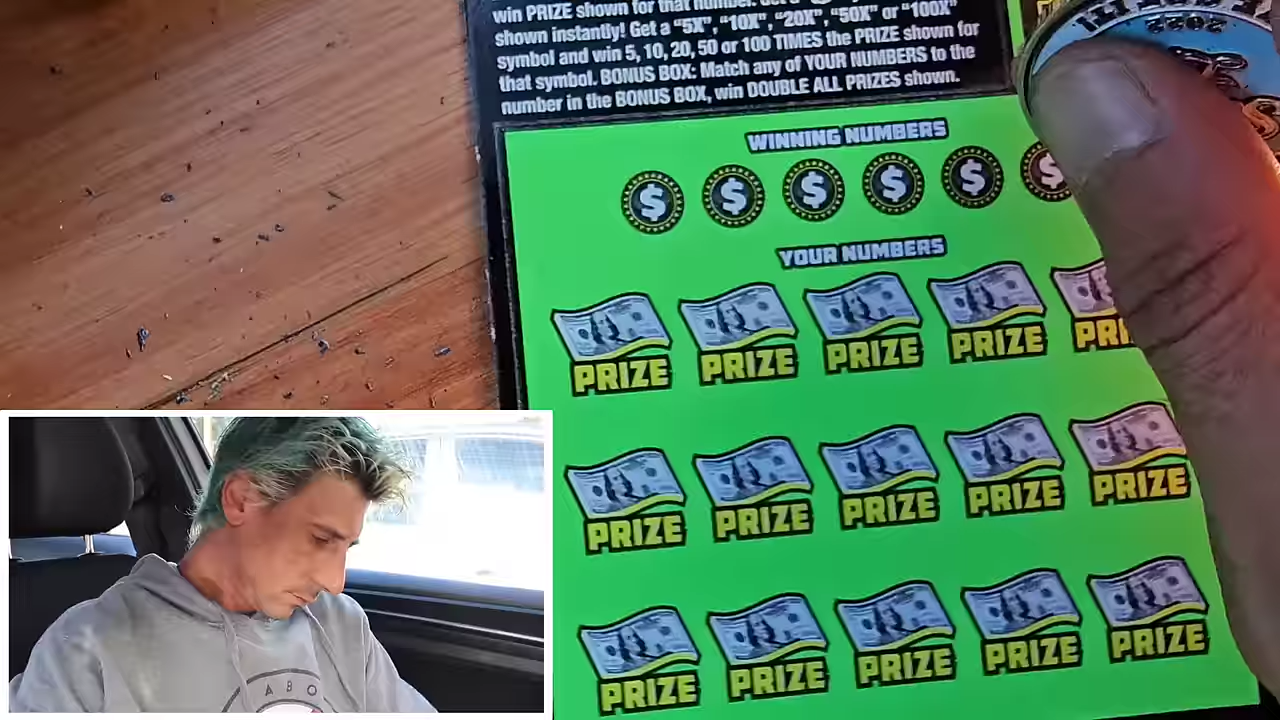 win PRIZE shown for that number. Get a
shown instantly! Get a "5X", "10X", "20X", "50X" or "100X"
symbol and win 5, 10, 20, 50 or 100 TIMES the PRIZE shown for
that symbol. BONUS BOX: Match any of YOUR NUMBERS to the
number in the BONUS BOX, win DOUBLE ALL PRIZES shown.
2022
WINNING NUMBERS
$ $ $ $ $ $
YOUR NUMBERS
PRIZE PRIZE PRIZE PRIZE
PRIZE PRIZE PRIZE PRIZE PRIZE
PRIZE PRIZE PRIZE PRIZE PRIZE
ABO